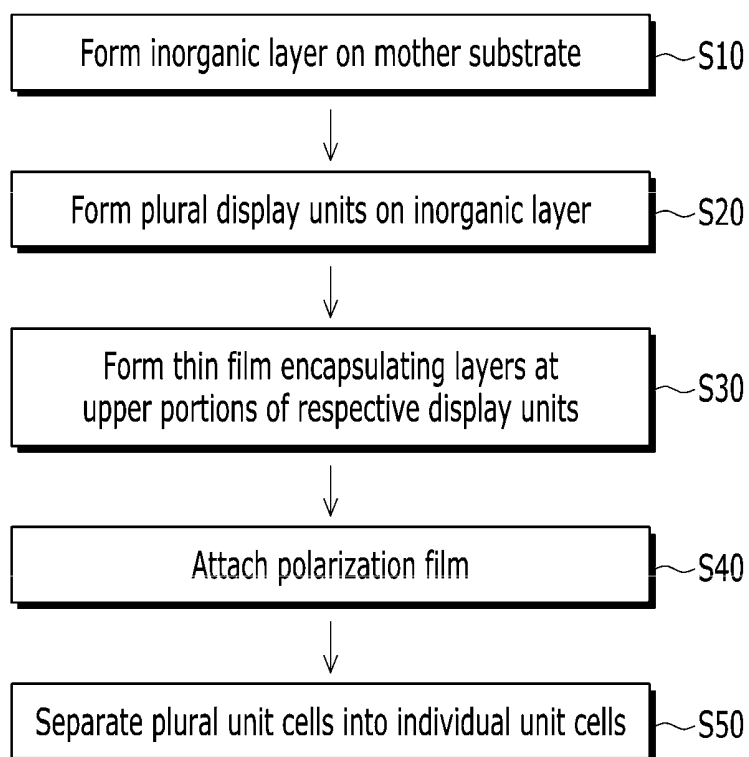 Form inorganic layer on mother substrate
S10
Form plural display units on inorganic layer
S20
Form thin film encapsulating layers at
upper portions of respective display units
S30
Attach polarization film
S40
Separate plural unit cells into individual unit cells
S50